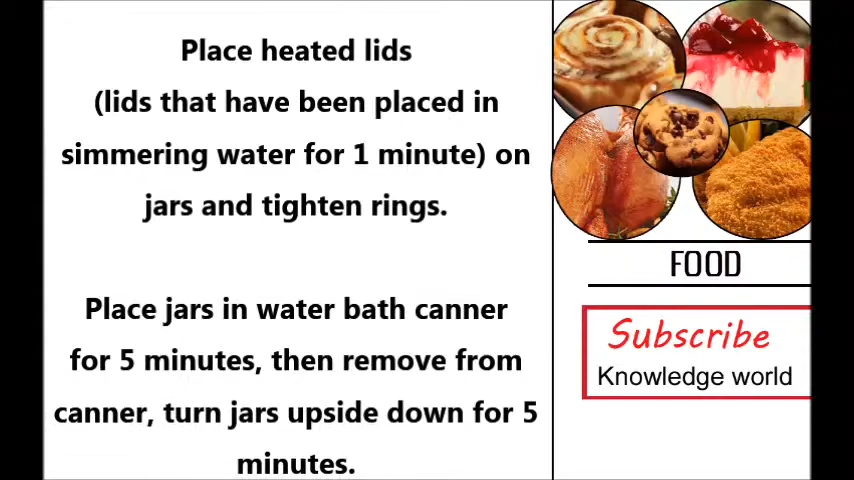 Place heated lids
(lids that have been placed in
simmering water for 1 minute) on
jars and tighten rings.
Place jars in water bath canner
for 5 minutes, then remove from
canner, turn jars upside down for 5
minutes.
FOOD
Subscribe
Knowledge world